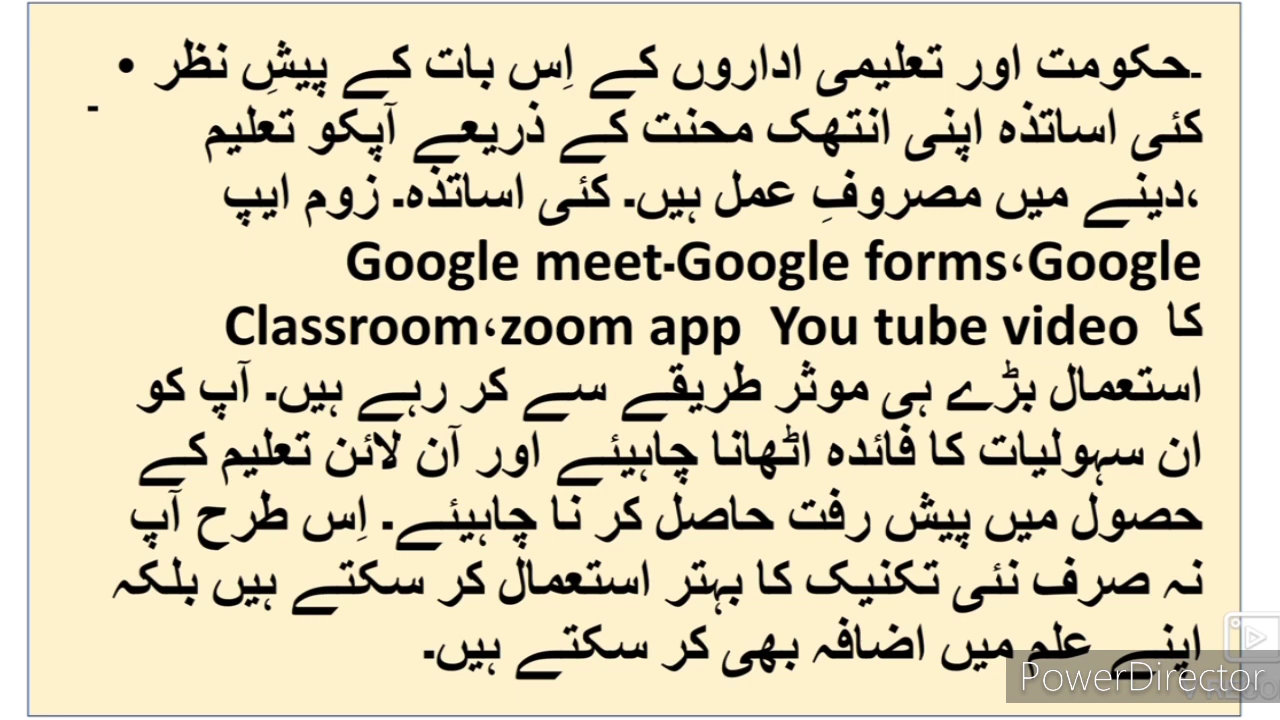 • ۔حکومت اور تعلیمی اداروں کے اِس بات کے پیشِ نظر
۔
کئی اساتذہ اپنی انتھک محنت کے ذریعے آپکو تعلیم
،دینے میں مصروفِ عمل ہیں۔ کئی اساتذہ۔ زوم ایپ
Google meet-Google forms،Google
Classroom،zoom app You tube video کا
استعمال بڑے ہی موثر طریقے سے کر رہے ہیں۔ آپ کو
ان سہولیات کا فائدہ اٹھانا چاہیئے اور آن لائن تعلیم کے
حصول میں پیش رفت حاصل کر نا چاہیئے۔ اِس طرح آپ
نہ صرف نئی تکنیک کا بہتر استعمال کر سکتے ہیں بلکہ
اپنے علم میں اضافہ بھی کر سکتے ہیں۔
PowerDirector